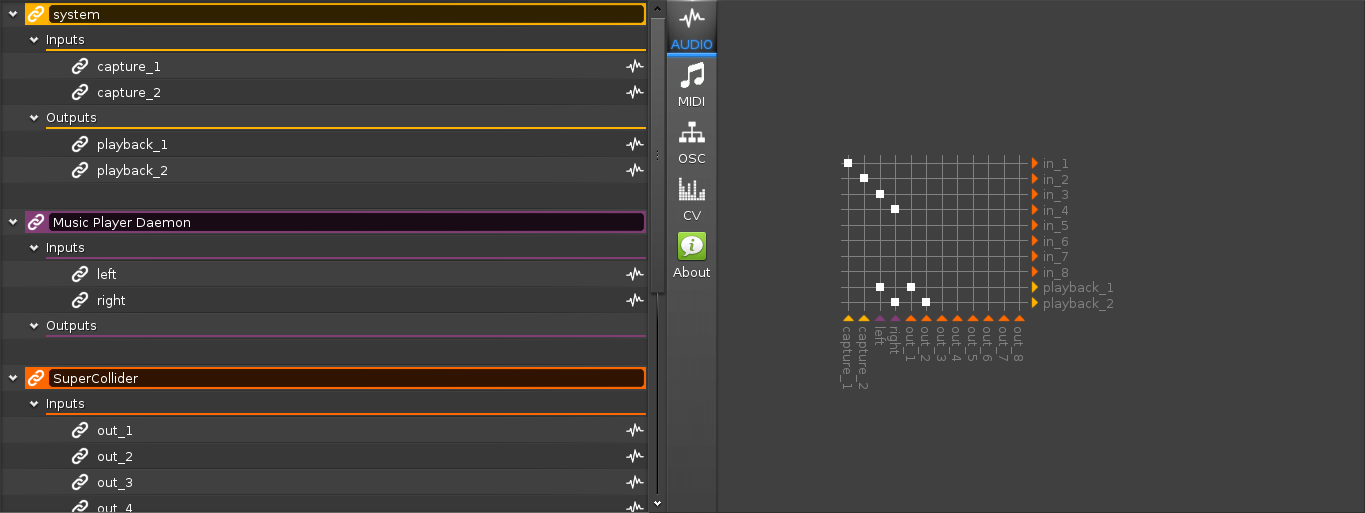 system
Inputs
capture_1
capture_2
Outputs
playback_1
playback_2
Music Player Daemon
Inputs
left
right
Outputs
SuperCollider
Inputs
out_1
out_2
out_3
out_4
AUDIO
MIDI
OSC
CV
About
in_1
in_2
in_3
in_4
in_5
in_6
in_7
in_8
playback_1
playback_2
capture_1
capture_2
left
right
out_1
out_2
out_3
out_4
out_5
out_6
out_7
out_8